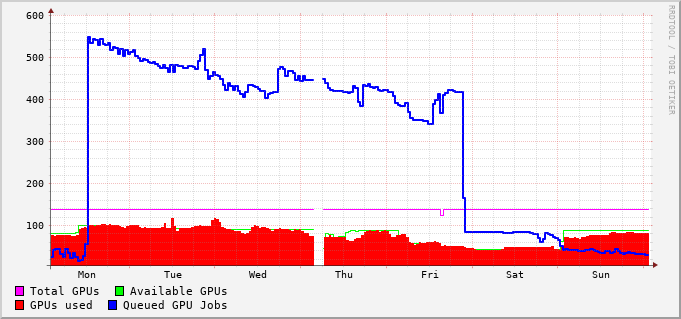 600
500
400
300
200
100
Mon Tue Wed Thu Fri Sat Sun
Total GPUs Available GPUs
GPUs used Queued GPU Jobs
RRDTOOL / TOBI OETIKER